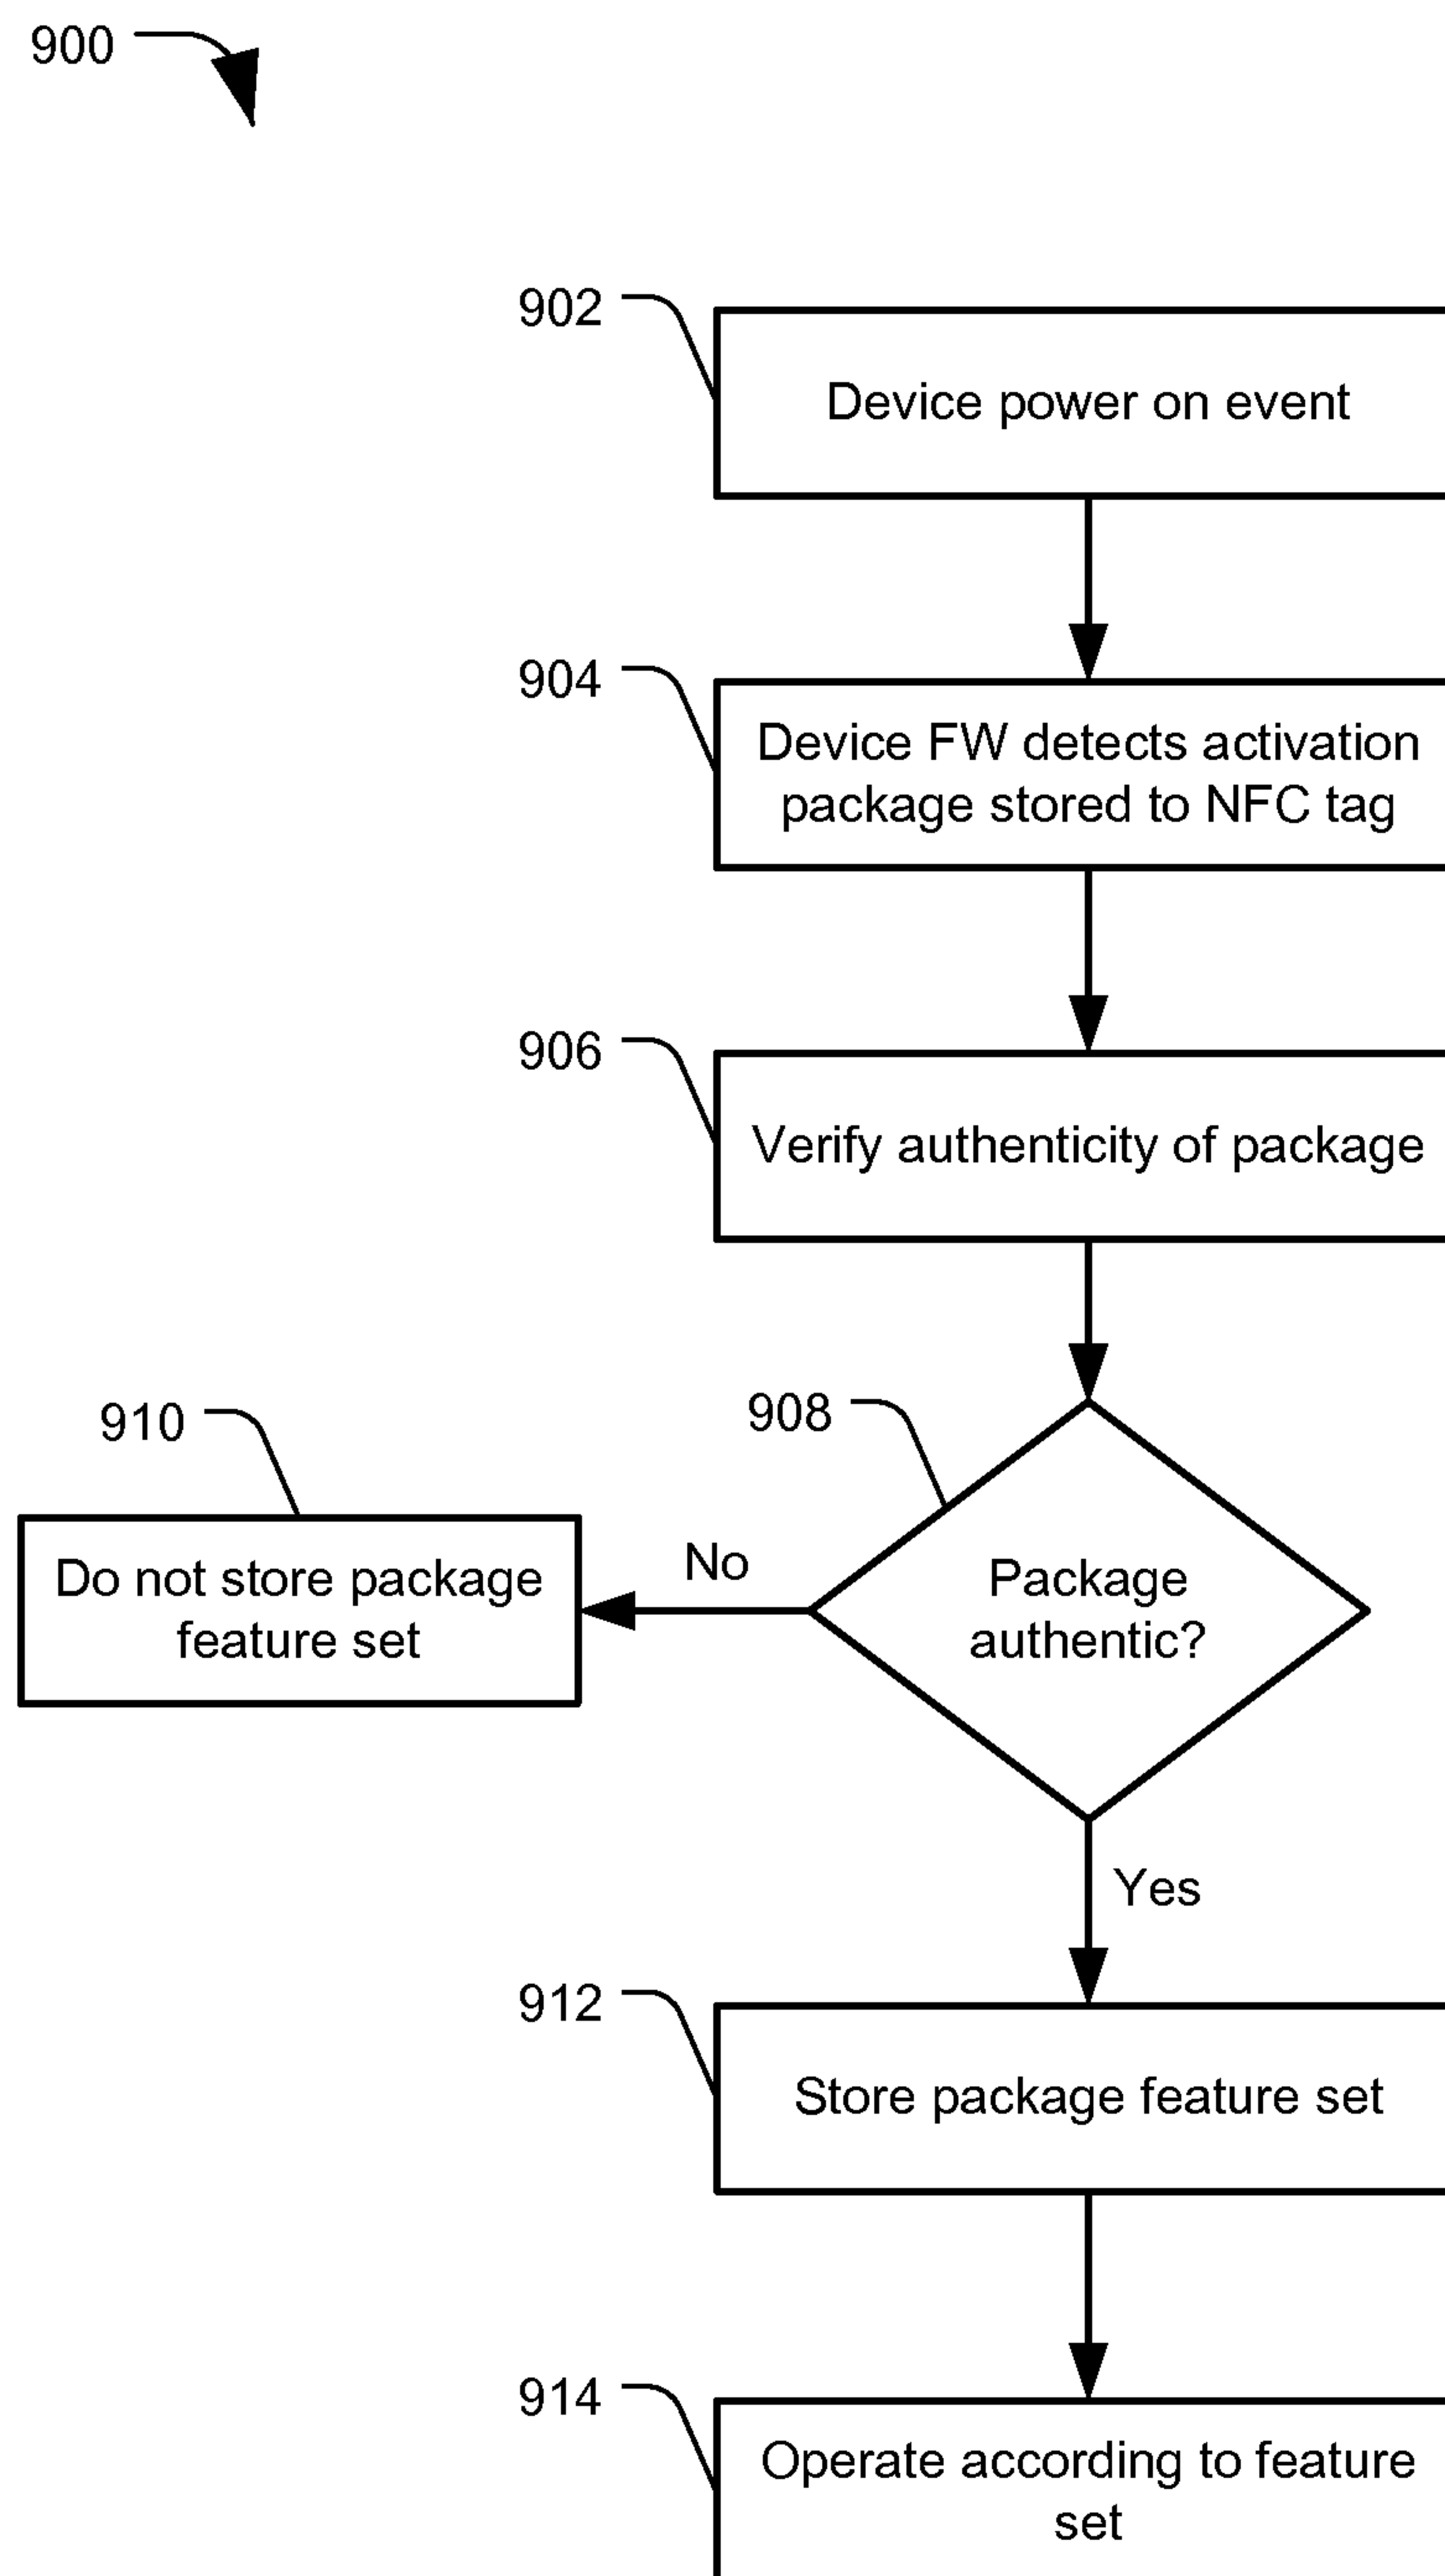 900
902
Device power on event
904
Device FW detects activation
package stored to NFC tag
906
Verify authenticity of package
908
Package
authentic?
No
910
Do not store package
feature set
Yes
912
Store package feature set
914
Operate according to feature
set